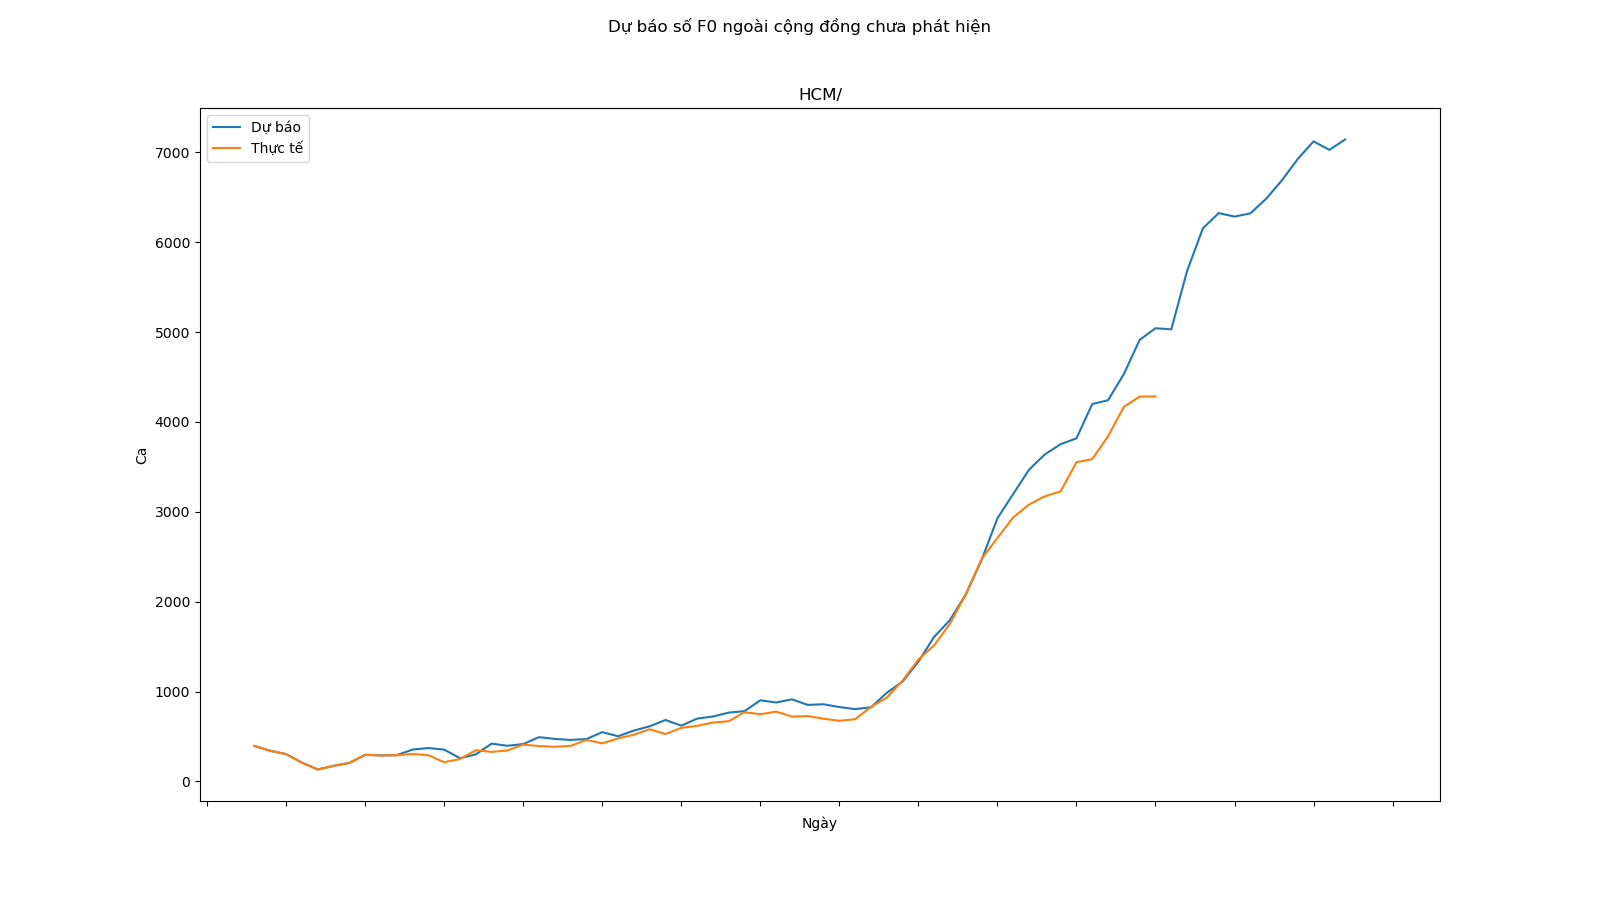 Dự báo số F0 ngoài cộng đồng chưa phát hiện
HCM/
Dự báo
Thực tế
7000
6000
5000
4000
3000
2000
1000
0
Ca
Ngày